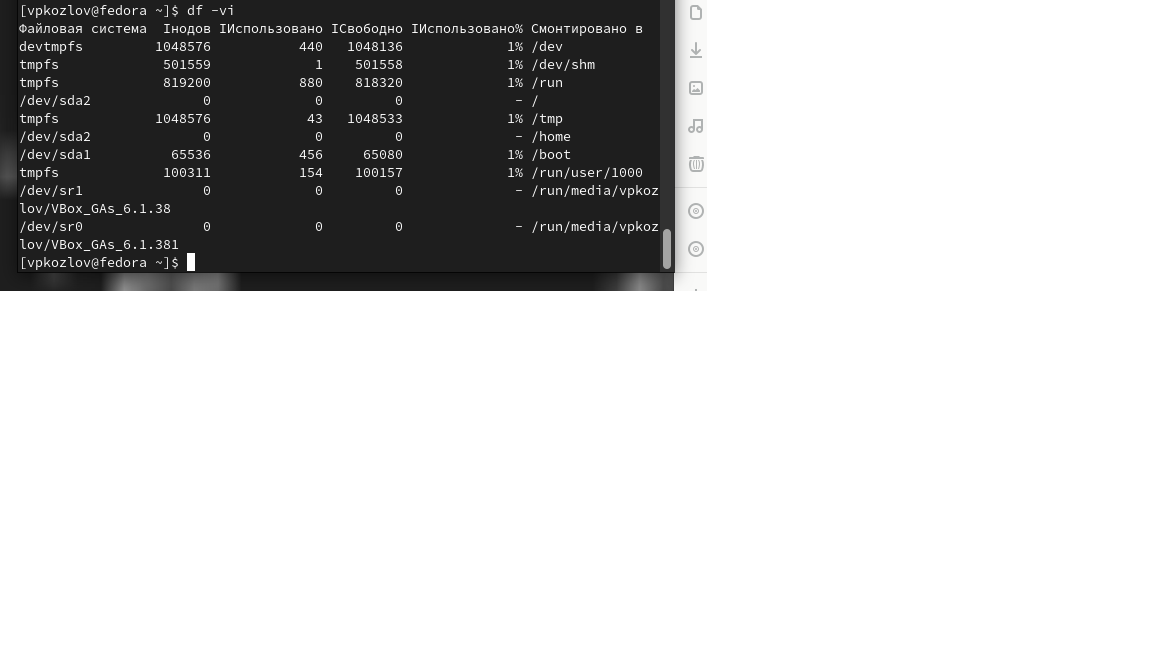 [vpkozlov@fedora ~]$ df -vi
Файловая система  Iнодов IИспользовано IСвободно IИспользовано% Смонтировано в
devtmpfs         1048576           440   1048136             1% /dev
tmpfs             501559             1    501558             1% /dev/shm
tmpfs             819200           880    818320             1% /run
/dev/sda2              0             0         0              - /
tmpfs            1048576            43   1048533             1% /tmp
/dev/sda2              0             0         0              - /home
/dev/sda1          65536           456     65080             1% /boot
tmpfs             100311           154    100157             1% /run/user/1000
/dev/sr1               0             0         0              - /run/media/vpkoz
lov/VBox_GAs_6.1.38
/dev/sr0               0             0         0              - /run/media/vpkoz
lov/VBox_GAs_6.1.381
[vpkozlov@fedora ~]$